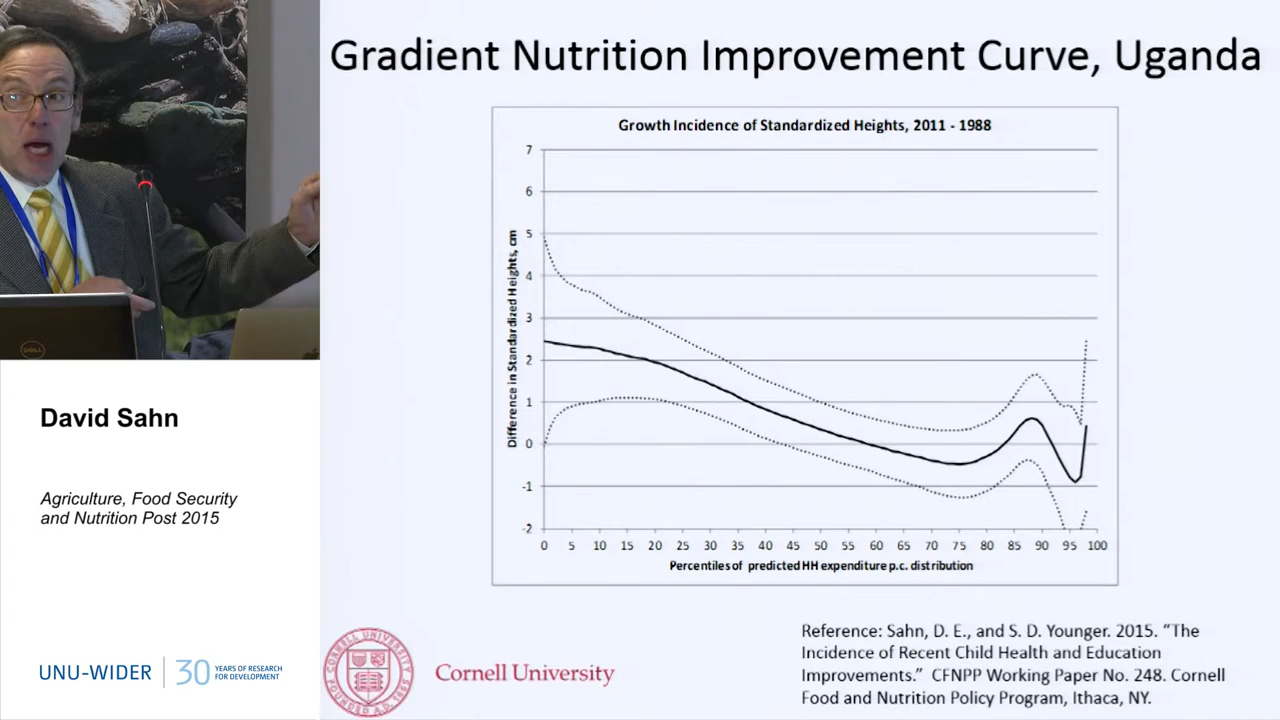 Gradient Nutrition Improvement Curve, Uganda
Growth Incidence of Standardized Heights, 2011 - 1988
Difference in Standardized Heights, cm
7
6
5
4
3
2
1
0
-1
-2
0 5 10 15 20 25 30 35 40 45 50 55 60 65 70 75 80 85 90 95 100
Percentiles of predicted HH expenditure p.c. distribution
DELL
David Sahn
Agriculture, Food Security
and Nutrition Post 2015
UNU-WIDER
30 YEARS OF RESEARCH
FOR DEVELOPMENT
CORNELL UNIVERSITY
FOUNDED A.D. 1865
Cornell University
Reference: Sahn, D. E., and S. D. Younger. 2015. “The
Incidence of Recent Child Health and Education
Improvements.” CFNPP Working Paper No. 248. Cornell
Food and Nutrition Policy Program, Ithaca, NY.